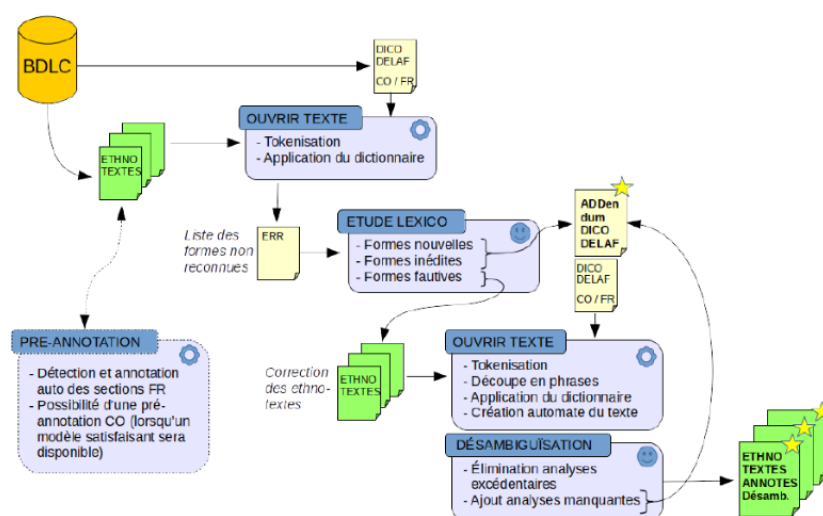 BDLC
DICO
DELAF
CO / FR
OUVRIR TEXTE
- Tokenisation
- Application du dictionnaire
ETHNO
TEXTES
Liste des
formes non
reconnues
ERR
ETUDE LEXICO
- Formes nouvelles
- Formes inédites
- Formes fautives
ADDen
dum
DICO
DELAF
DICO
DELAF
CO / FR
PRE-ANNOTATION
- Détection et annotation
auto des sections FR
- Possibilité d'une pré-
annotation CO (lorsqu'un
modèle satisfaisant sera
disponible)
Correction
des ethno-
textes
ETHNO
TEXTES
OUVRIR TEXTE
- Tokenisation
- Découpe en phrases
- Application du dictionnaire
- Création automate du texte
DÉSAMBIGUÏSATION
- Élimination analyses
excédentaires
- Ajout analyses manquantes
ETHNO
TEXTES
ANNOTES
Désamb.